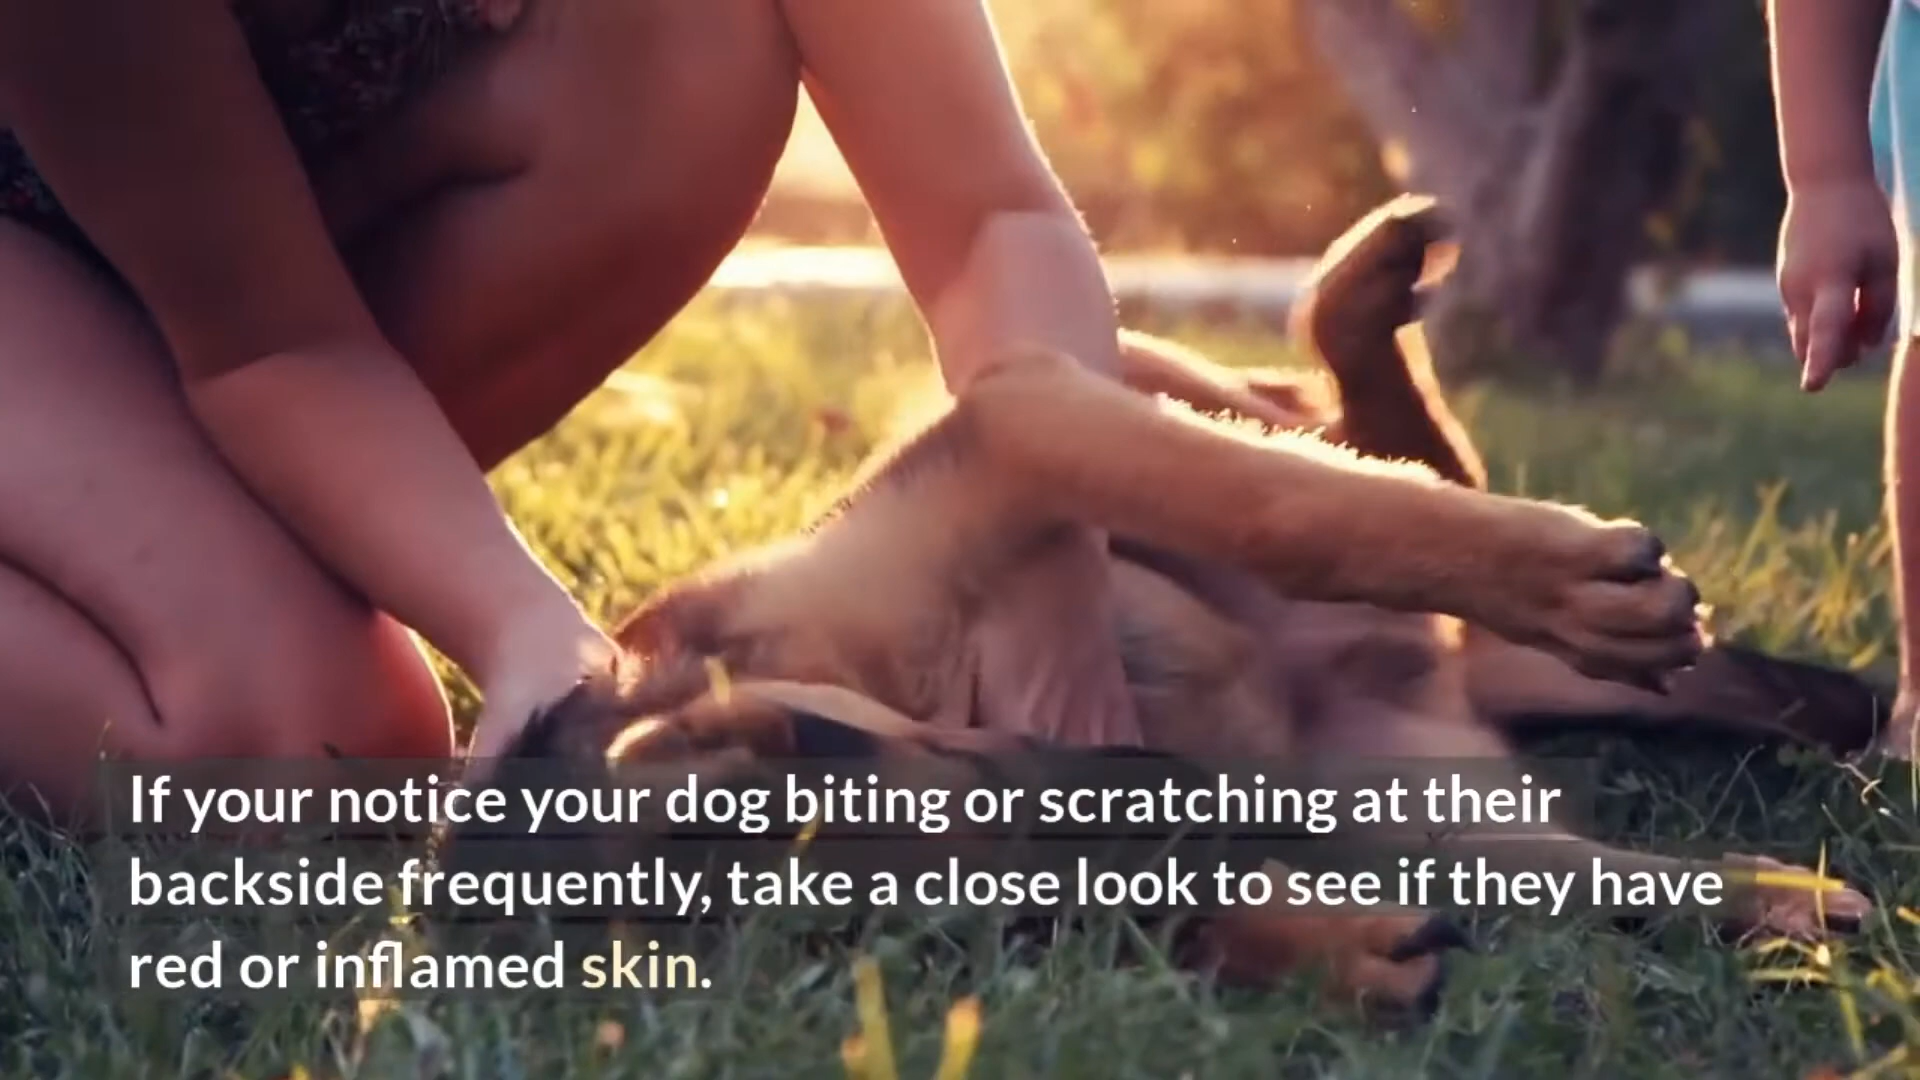 If your notice your dog biting or scratching at their
backside frequently, take a close look to see if they have
red or inflamed skin.